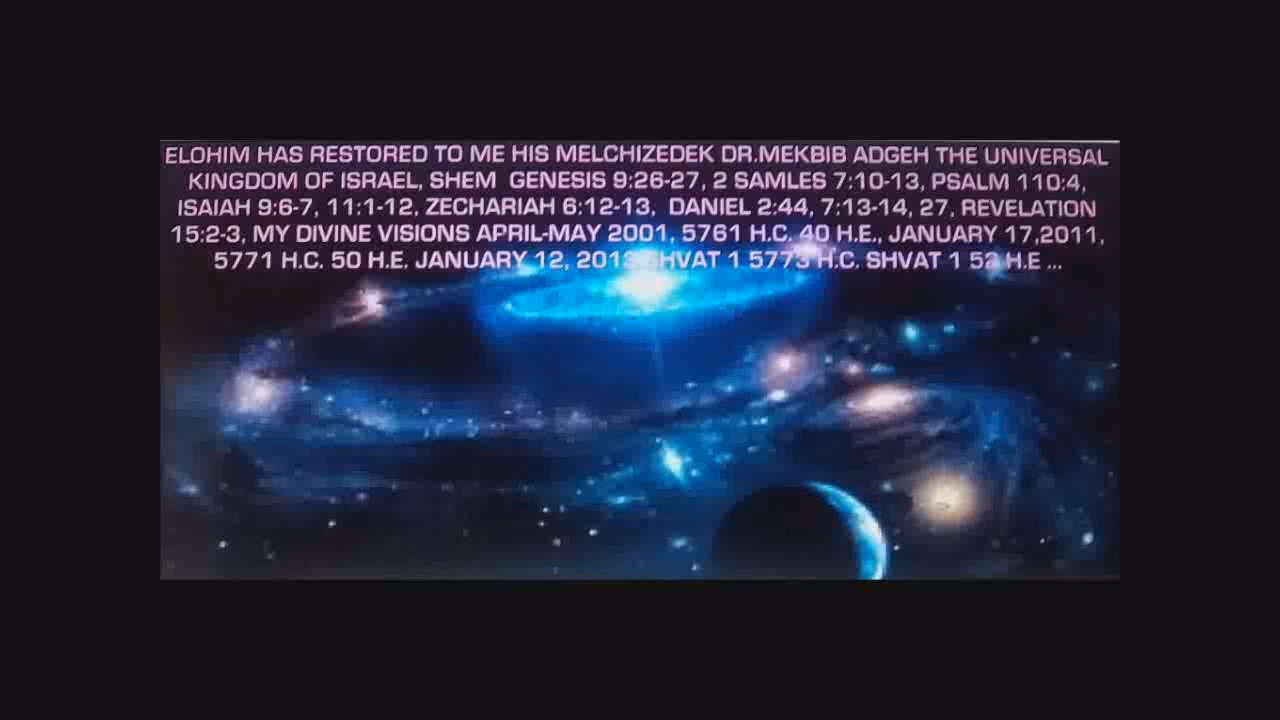 ELOHIM HAS RESTORED TO ME HIS MELCHIZEDEK DR.MEKBIB ADGEH THE UNIVERSAL
KINGDOM OF ISRAEL, SHEM GENESIS 9:26-27, 2 SAMLES 7:10-13, PSALM 110:4,
ISAIAH 9:6-7, 11:1-12, ZECHARIAH 6:12-13, DANIEL 2:44, 7:13-14, 27, REVELATION
15:2-3, MY DIVINE VISIONS APRIL-MAY 2001, 5761 H.C. 40 H.E., JANUARY 17,2011,
5771 H.C. 50 H.E. JANUARY 12, 2013 SHVAT 1 5773 H.C. SHVAT 1 52 H.E ...